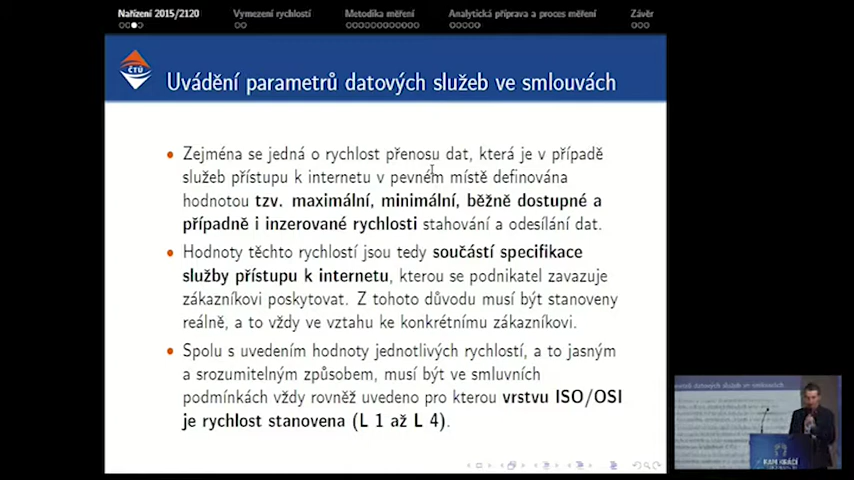 Nařízení 2015/2120
Vymezení rychlostí
Metodika měření
Analytická příprava a proces měření
Závěr
ČTÚ
Uvádění parametrů datových služeb ve smlouvách
Zejména se jedná o rychlost přenosu dat, která je v případě
služeb přístupu k internetu v pevném místě definována
hodnotou tzv. maximální, minimální, běžně dostupné a
případně i inzerované rychlosti stahování a odesílání dat.
Hodnoty těchto rychlostí jsou tedy součástí specifikace
služby přístupu k internetu, kterou se podnikatel zavazuje
zákazníkovi poskytovat. Z tohoto důvodu musí být stanoveny
reálně, a to vždy ve vztahu ke konkrétnímu zákazníkovi.
Spolu s uvedením hodnoty jednotlivých rychlostí, a to jasným
a srozumitelným způsobem, musí být ve smluvních
podmínkách vždy rovněž uvedeno pro kterou vrstvu ISO/OSI
je rychlost stanovena (L 1 až L 4).